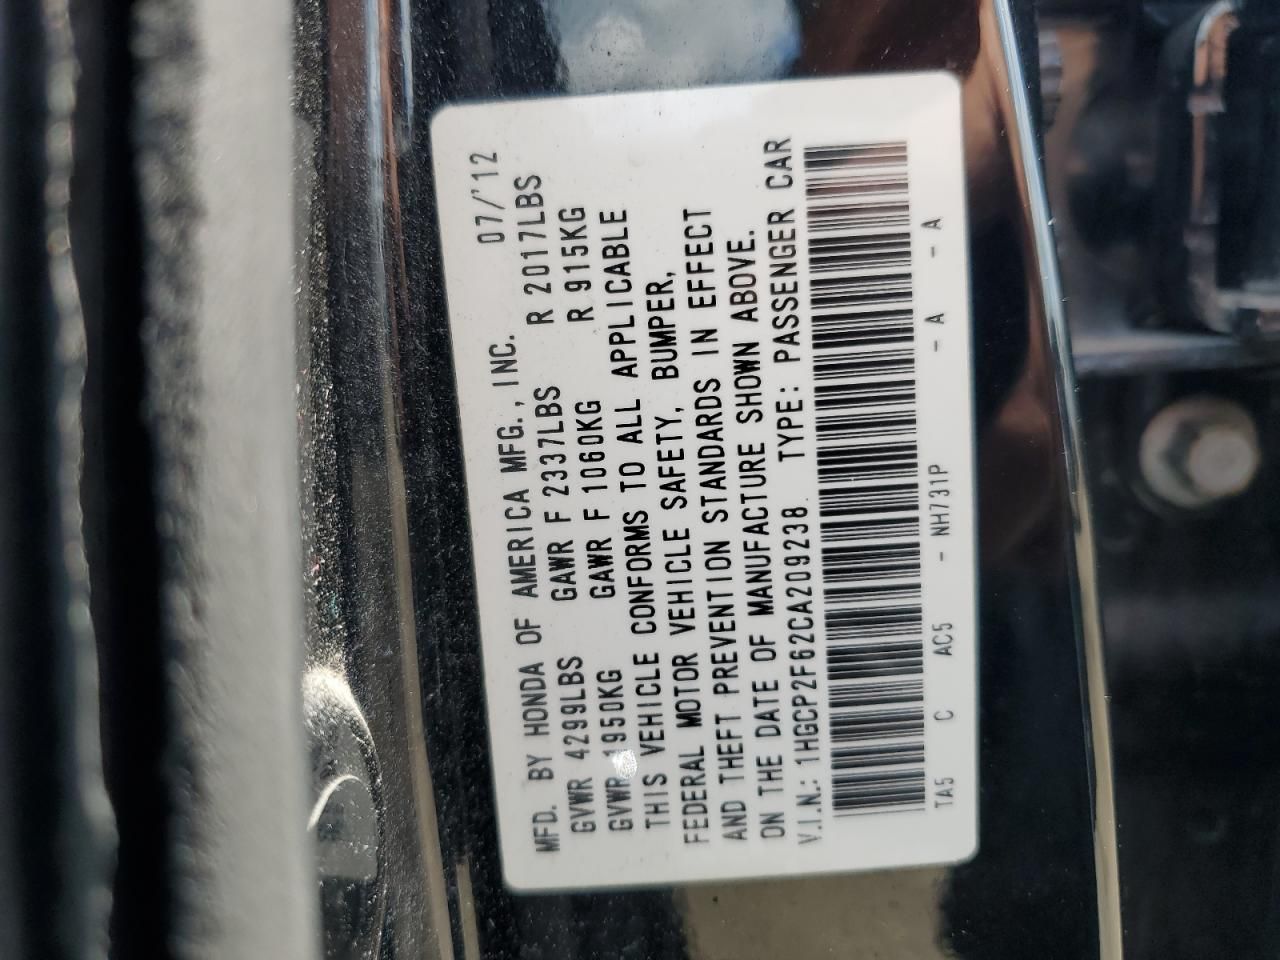 MFD. BY HONDA OF AMERICA MFG., INC. 07/'12
GVWR 4299LBS GAWR F 2337LBS R 2017LBS
GVWR 1950KG GAWR F 1060KG R 915KG
THIS VEHICLE CONFORMS TO ALL APPLICABLE
FEDERAL MOTOR VEHICLE SAFETY, BUMPER,
AND THEFT PREVENTION STANDARDS IN EFFECT
ON THE DATE OF MANUFACTURE SHOWN ABOVE.
V.I.N.: 1HGCP2F62CA209238 TYPE: PASSENGER CAR
TA5 C AC5 - NH731P - A - A